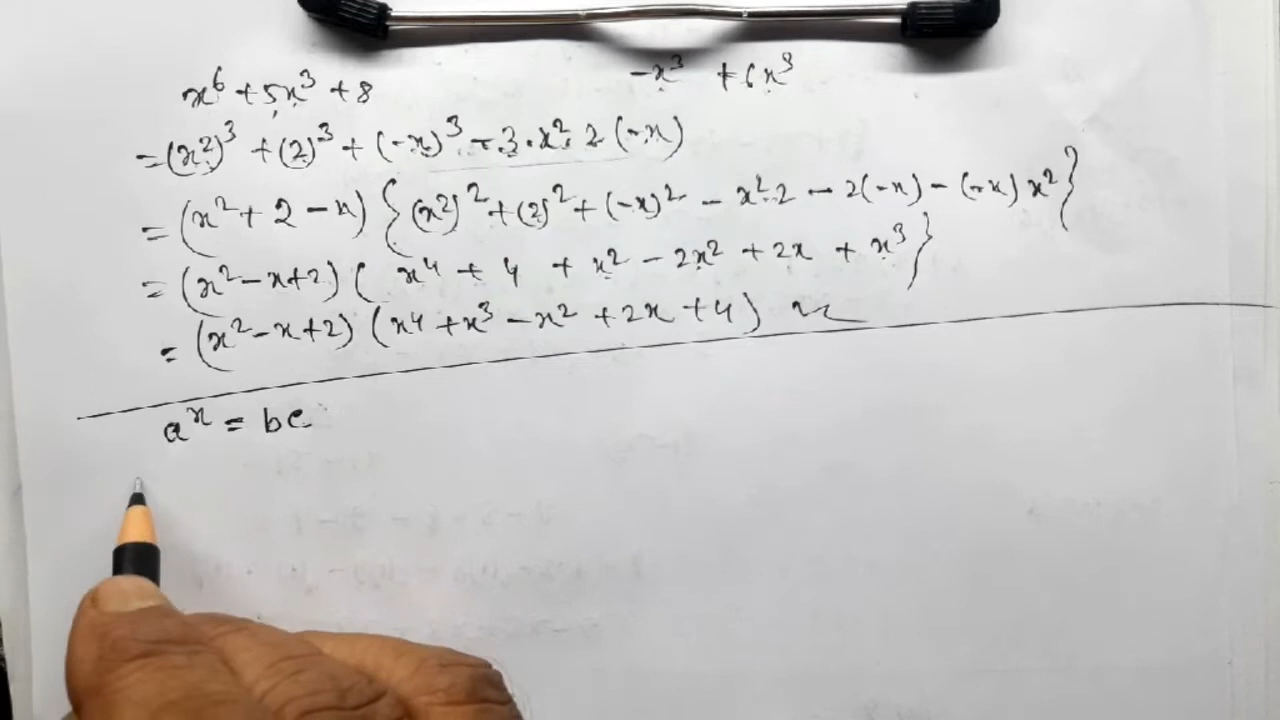 -x³ + 6x³
x⁶ + 5x³ + 8
= (x²)³ + (2)³ + (-x)³ - 3·x²·2(-x)
= (x² + 2 - x) {(x²)² + (2)² + (-x)² - x²·2 - 2(-x) - (-x)x²}
= (x² - x + 2) ( x⁴ + 4 + x² - 2x² + 2x + x³}
= (x² - x + 2) (x⁴ + x³ - x² + 2x + 4)
aˣ = bc